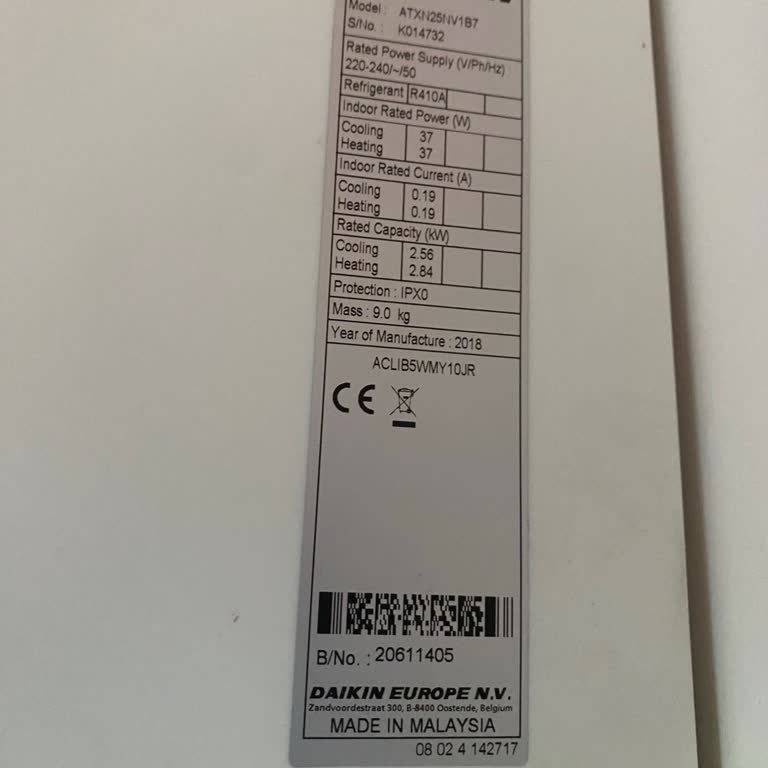 Model : ATXN25NV1B7
S/No. : K014732
Rated Power Supply (V/Ph/Hz) :
220-240/~/50
Refrigerant R410A
Indoor Rated Power (W)
Cooling 37
Heating 37
Indoor Rated Current (A)
Cooling 0.19
Heating 0.19
Rated Capacity (kW)
Cooling 2.56
Heating 2.84
Protection : IPX0
Mass : 9.0 kg
Year of Manufacture : 2018
ACLIB5WMY10JR
CE
B/No. : 20611405
DAIKIN EUROPE N.V.
Zandvoordestraat 300, B-8400 Oostende, Belgium
MADE IN MALAYSIA
08 02 4 142717